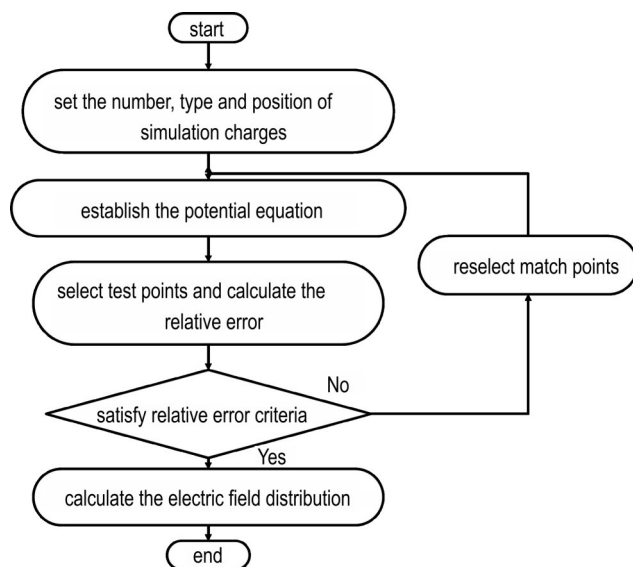 start
set the number, type and position of
simulation charges
establish the potential equation
reselect match points
select test points and calculate the
relative error
No
satisfy relative error criteria
Yes
calculate the electric field distribution
end